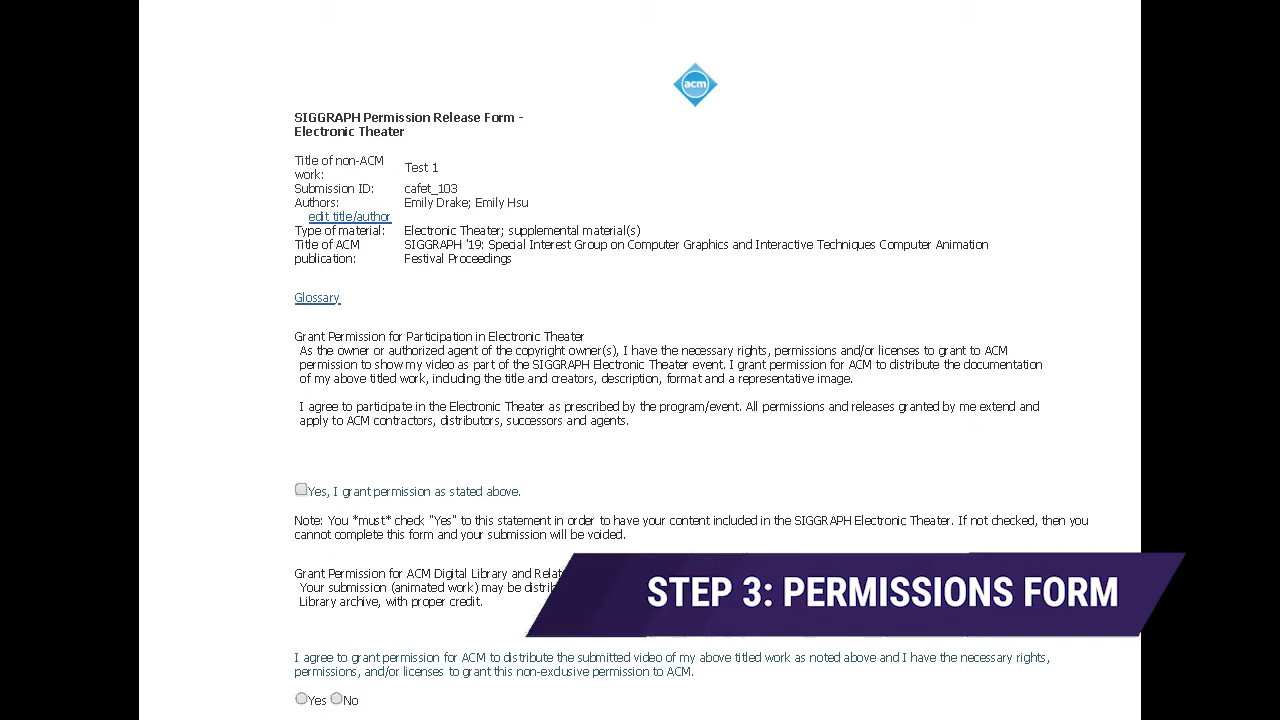 acm
SIGGRAPH Permission Release Form -
Electronic Theater
Title of non-ACM
work:
Test 1
Submission ID: cafet_103
Authors: Emily Drake; Emily Hsu
edit title/author
Type of material: Electronic Theater; supplemental material(s)
Title of ACM
publication:
SIGGRAPH '19: Special Interest Group on Computer Graphics and Interactive Techniques Computer Animation
Festival Proceedings
Glossary
Grant Permission for Participation in Electronic Theater
As the owner or authorized agent of the copyright owner(s), I have the necessary rights, permissions and/or licenses to grant to ACM
permission to show my video as part of the SIGGRAPH Electronic Theater event. I grant permission for ACM to distribute the documentation
of my above titled work, including the title and creators, description, format and a representative image.
I agree to participate in the Electronic Theater as prescribed by the program/event. All permissions and releases granted by me extend and
apply to ACM contractors, distributors, successors and agents.
Yes, I grant permission as stated above.
Note: You *must* check "Yes" to this statement in order to have your content included in the SIGGRAPH Electronic Theater. If not checked, then you
cannot complete this form and your submission will be voided.
Grant Permission for ACM Digital Library and
Your submission (animated work) may be
Library archive, with proper credit.
STEP 3: PERMISSIONS FORM
I agree to grant permission for ACM to distribute the submitted video of my above titled work as noted above and I have the necessary rights,
permissions, and/or licenses to grant this non-exclusive permission to ACM.
Yes No